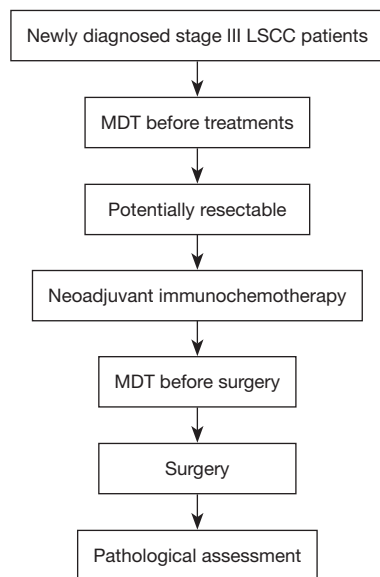 Newly diagnosed stage III LSCC patients
MDT before treatments
Potentially resectable
Neoadjuvant immunochemotherapy
MDT before surgery
Surgery
Pathological assessment